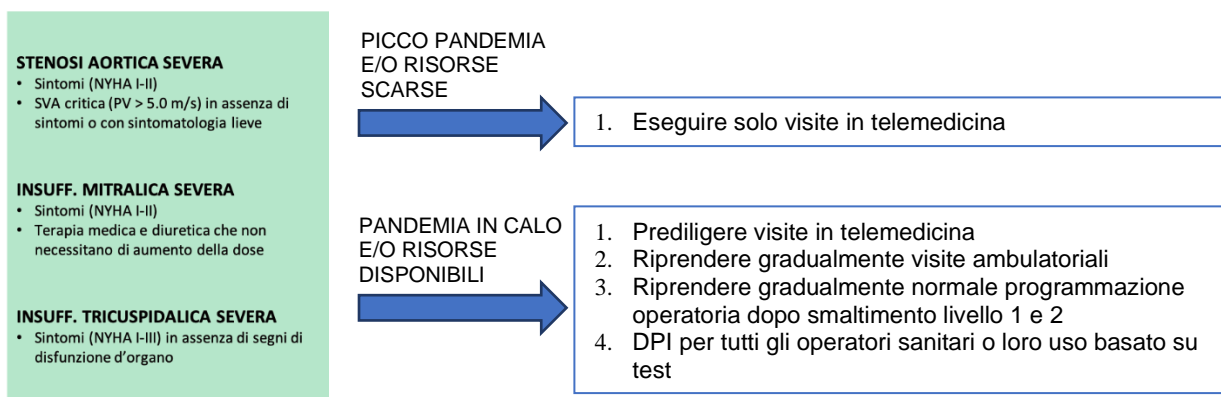 STENOSI AORTICA SEVERA
• Sintomi (NYHA I-II)
• SVA critica (PV > 5.0 m/s) in assenza di
sintomi o con sintomatologia lieve
INSUFF. MITRALICA SEVERA
• Sintomi (NYHA I-II)
• Terapia medica e diuretica che non
necessitano di aumento della dose
INSUFF. TRICUSPIDALICA SEVERA
• Sintomi (NYHA I-III) in assenza di segni di
disfunzione d'organo
PICCO PANDEMIA
E/O RISORSE
SCARSE
1. Eseguire solo visite in telemedicina
PANDEMIA IN CALO
E/O RISORSE
DISPONIBILI
1. Prediligere visite in telemedicina
2. Riprendere gradualmente visite ambulatoriali
3. Riprendere gradualmente normale programmazione
operatoria dopo smaltimento livello 1 e 2
4. DPI per tutti gli operatori sanitari o loro uso basato su
test